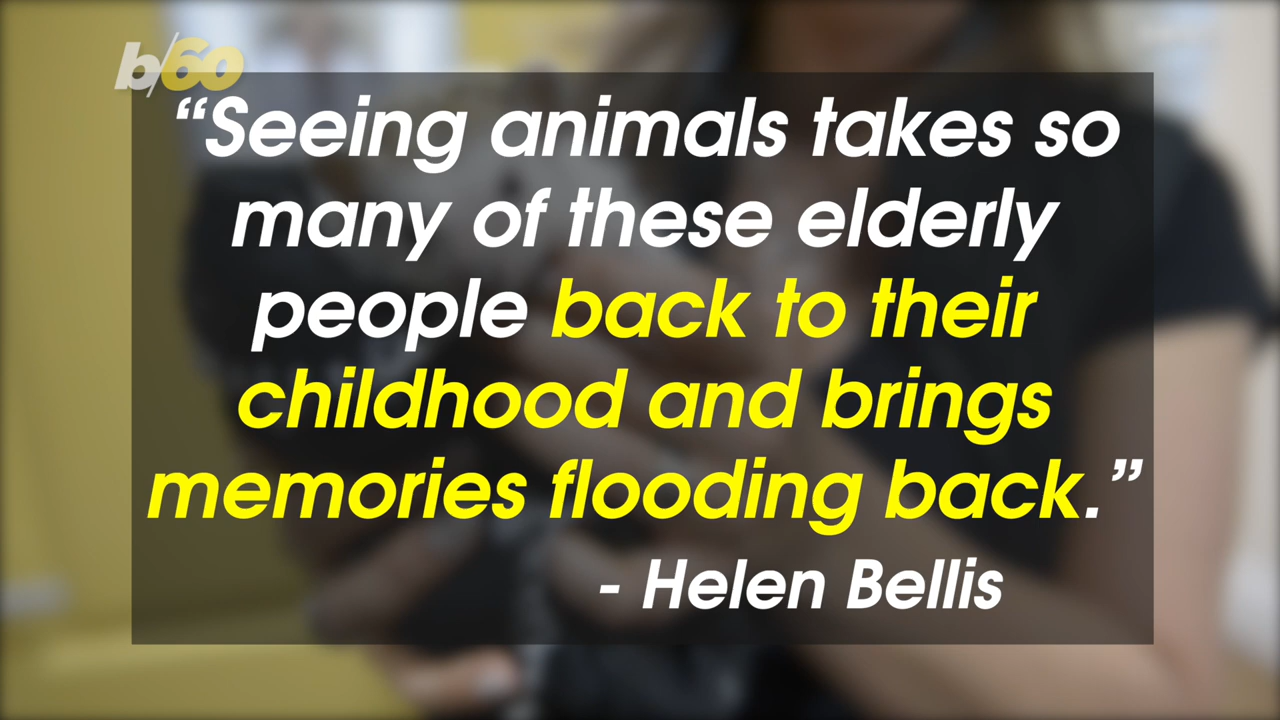 b/60
“Seeing animals takes so
many of these elderly
people back to their
childhood and brings
memories flooding back.”
- Helen Bellis